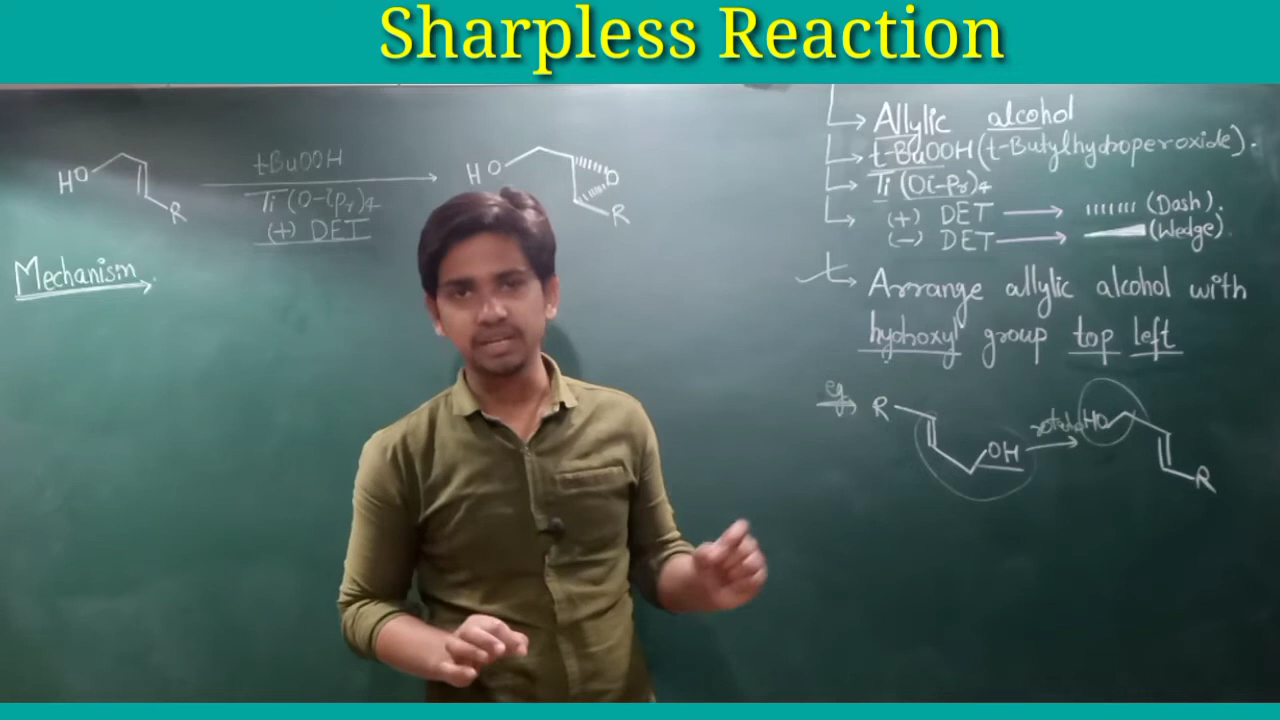 Sharpless Reaction
HO
R
t-BuOOH
Ti(O-iPr)4
(+) DET
HO
O
R
Mechanism
Allylic alcohol
t-BuOOH (t-Butylhydroperoxide).
Ti (Oi-Pr)4
(+) DET → (Dash).
(-) DET → (Wedge).
Arrange allylic alcohol with
hydroxyl group top left
eg.
R
OH
HO
R